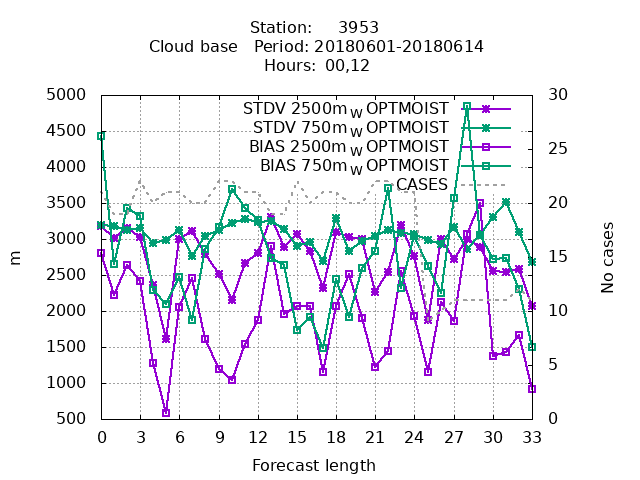 Station: 3953
Cloud base Period: 20180601-20180614
Hours: 00,12
STDV 2500m w OPTMOIST
STDV 750m w OPTMOIST
BIAS 2500m w OPTMOIST
BIAS 750m w OPTMOIST
CASES
5000
4500
4000
3500
3000
2500
2000
1500
1000
500
m
30
25
20
15
10
5
0
No cases
0 3 6 9 12 15 18 21 24 27 30 33
Forecast length